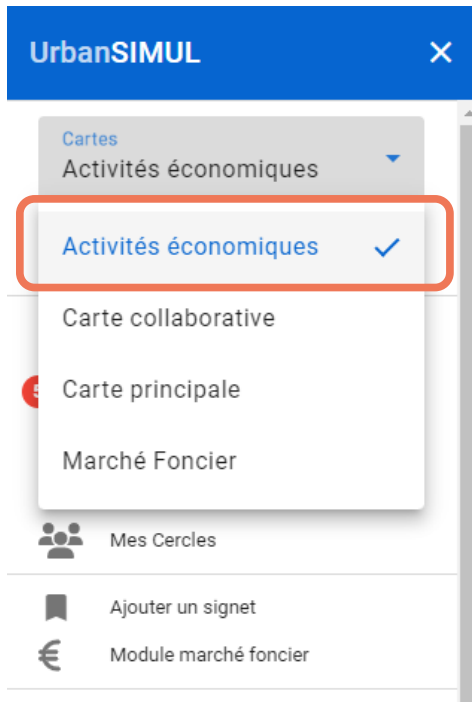 UrbanSIMUL
Cartes
Activités économiques
Activités économiques
Carte collaborative
Carte principale
Marché Foncier
Mes Cercles
Ajouter un signet
Module marché foncier